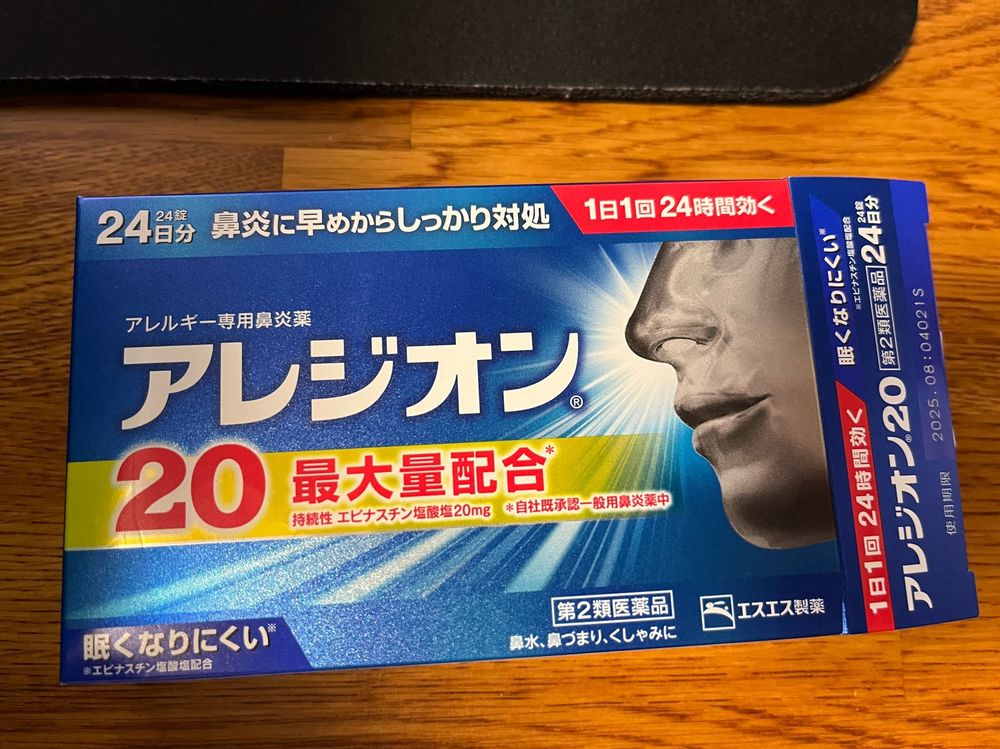 24錠
24日分
鼻炎に早めからしっかり対処
1日1回 24時間効く
アレルギー専用鼻炎薬
アレジオン®
20 最大量配合*
持続性 エピナスチン塩酸塩20mg *自社既承認一般用鼻炎薬中
眠くなりにくい※
※エピナスチン塩酸塩配合
第2類医薬品
鼻水、鼻づまり、くしゃみに
エスエス製薬
眠くなりにくい※
※エピナスチン塩酸塩配合
24錠
24日分
1日1回 24時間効く
アレジオン®20 第2類医薬品
使用期限 2025.08:04021S